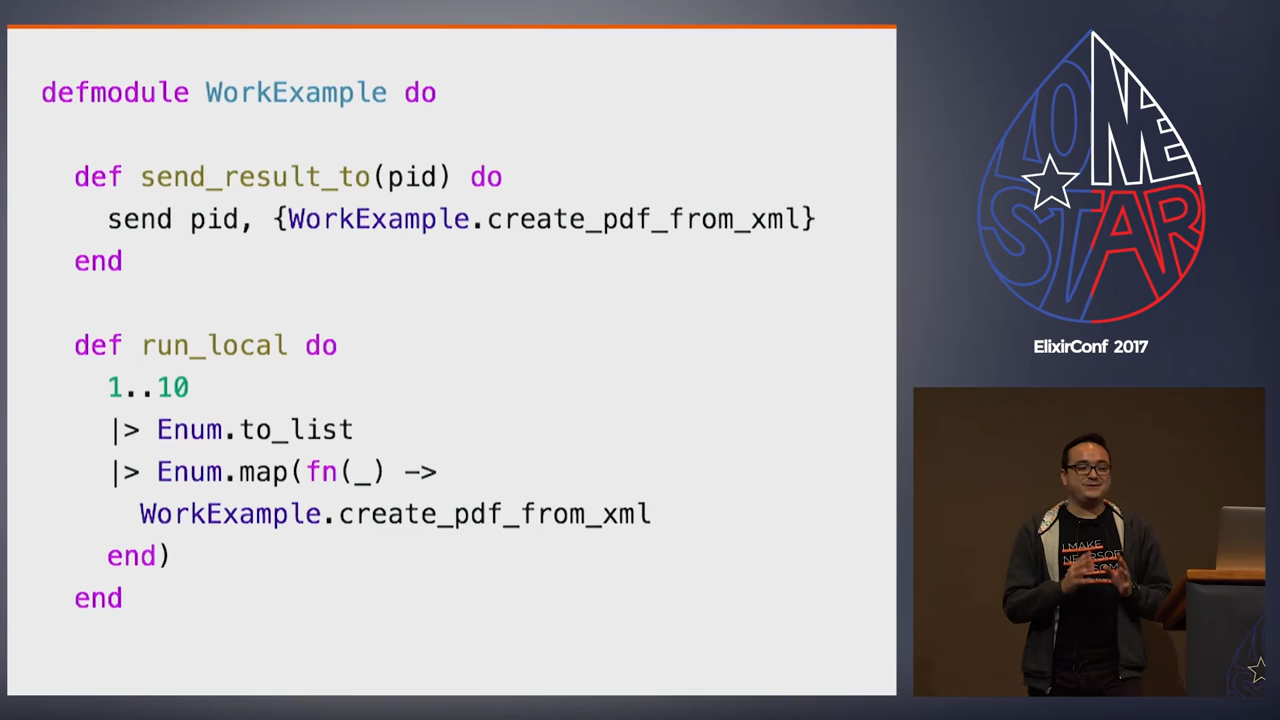 defmodule WorkExample do
def send_result_to(pid) do
send pid, {WorkExample.create_pdf_from_xml}
end
def run_local do
1..10
|> Enum.to_list
|> Enum.map(fn(_) ->
WorkExample.create_pdf_from_xml
end)
end
LONE
STAR
ElixirConf 2017
I MAKE